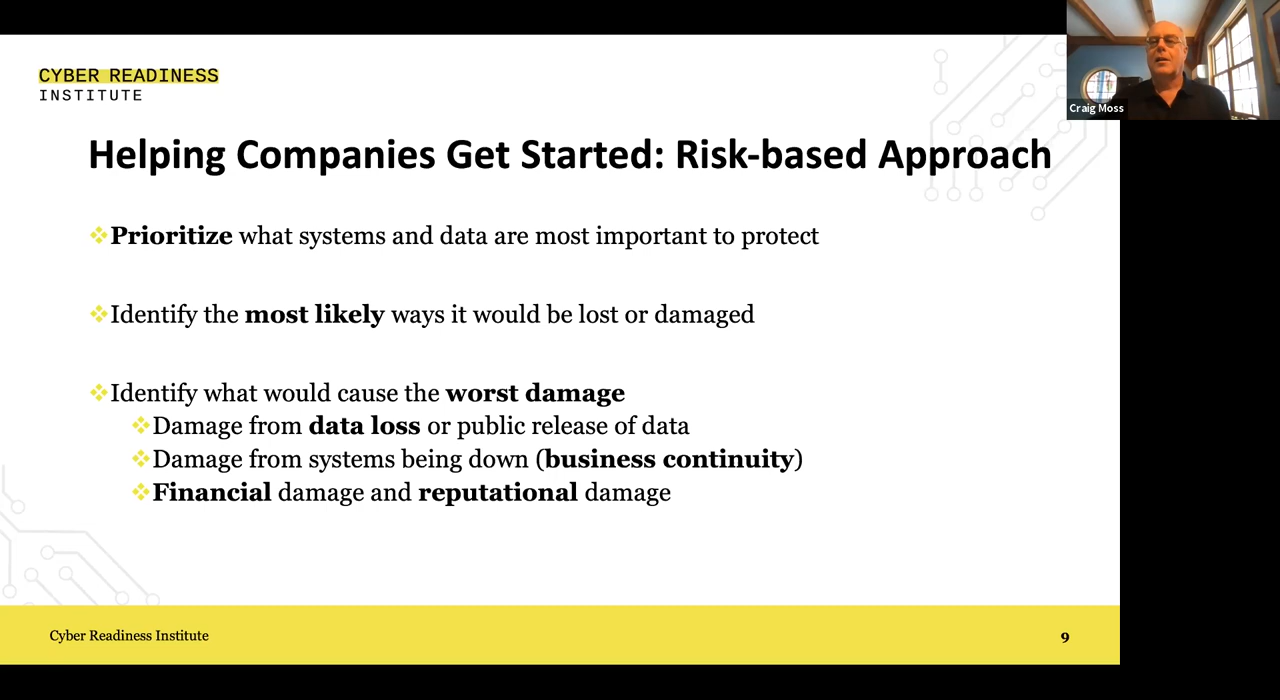 CYBER READINESS
INSTITUTE
Craig Moss
Helping Companies Get Started: Risk-based Approach
❖Prioritize what systems and data are most important to protect
❖Identify the most likely ways it would be lost or damaged
❖Identify what would cause the worst damage
❖Damage from data loss or public release of data
❖Damage from systems being down (business continuity)
❖Financial damage and reputational damage
Cyber Readiness Institute
9